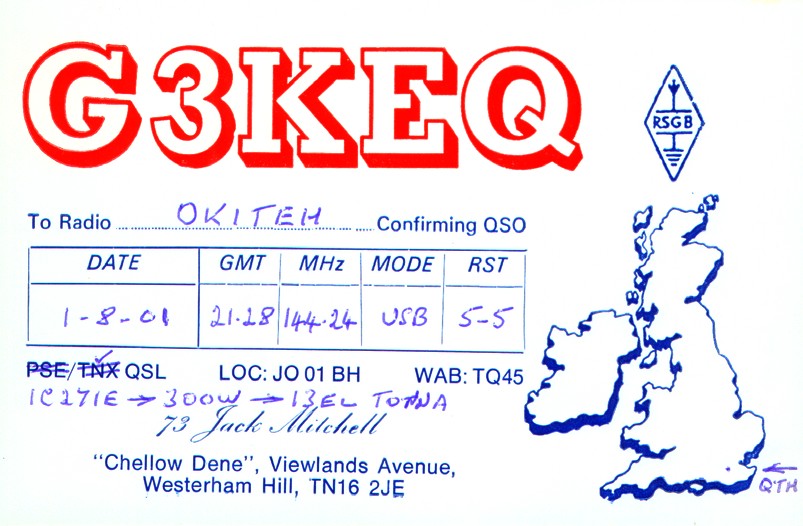 G3KEQ
RSGB
To Radio OK1TEH Confirming QSO
DATE GMT MHz MODE RST
1-8-01 21.28 144.24 USB 5-5
PSE/TNX QSL LOC: JO 01 BH WAB: TQ45
IC271E → 300W → 13EL TONNA
73 Jack Mitchell
"Chellow Dene", Viewlands Avenue,
Westerham Hill, TN16 2JE
QTH